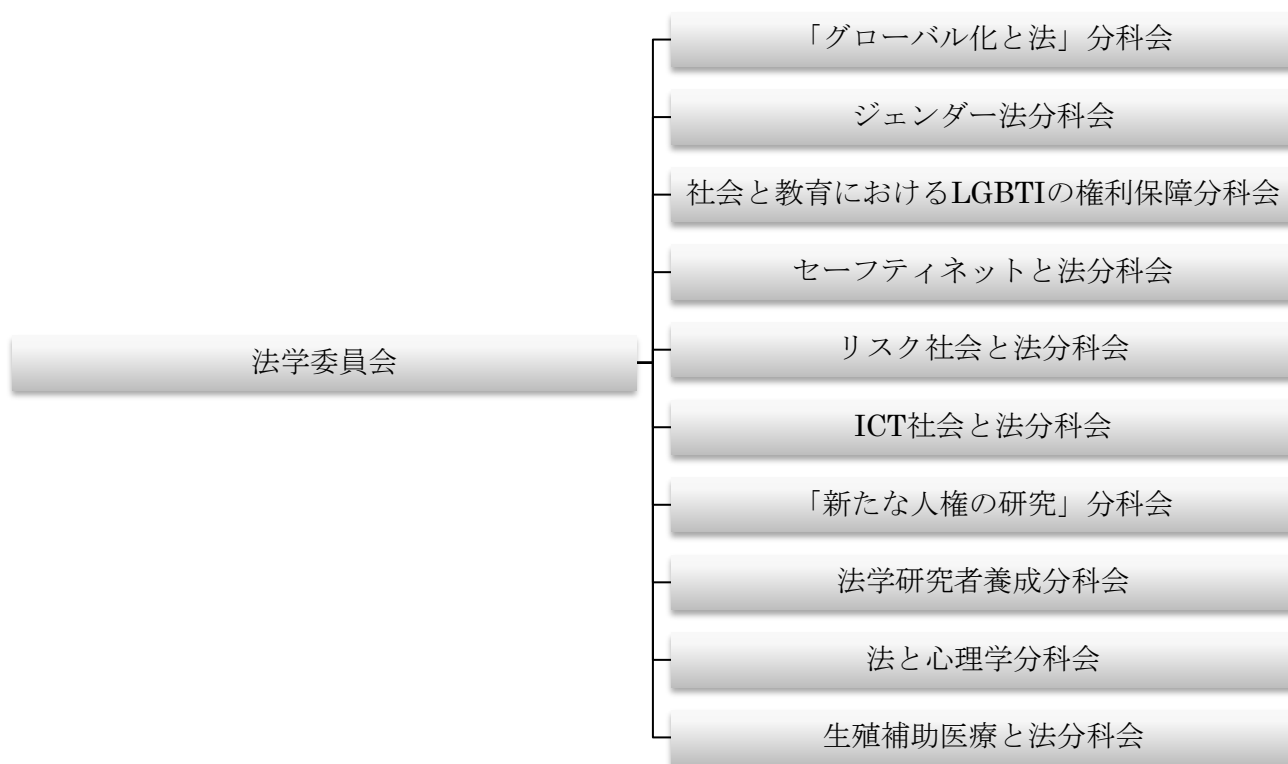 「グローバル化と法」分科会
ジェンダー法分科会
社会と教育におけるLGBTIの権利保障分科会
セーフティネットと法分科会
リスク社会と法分科会
法学委員会
ICT社会と法分科会
「新たな人権の研究」分科会
法学研究者養成分科会
法と心理学分科会
生殖補助医療と法分科会